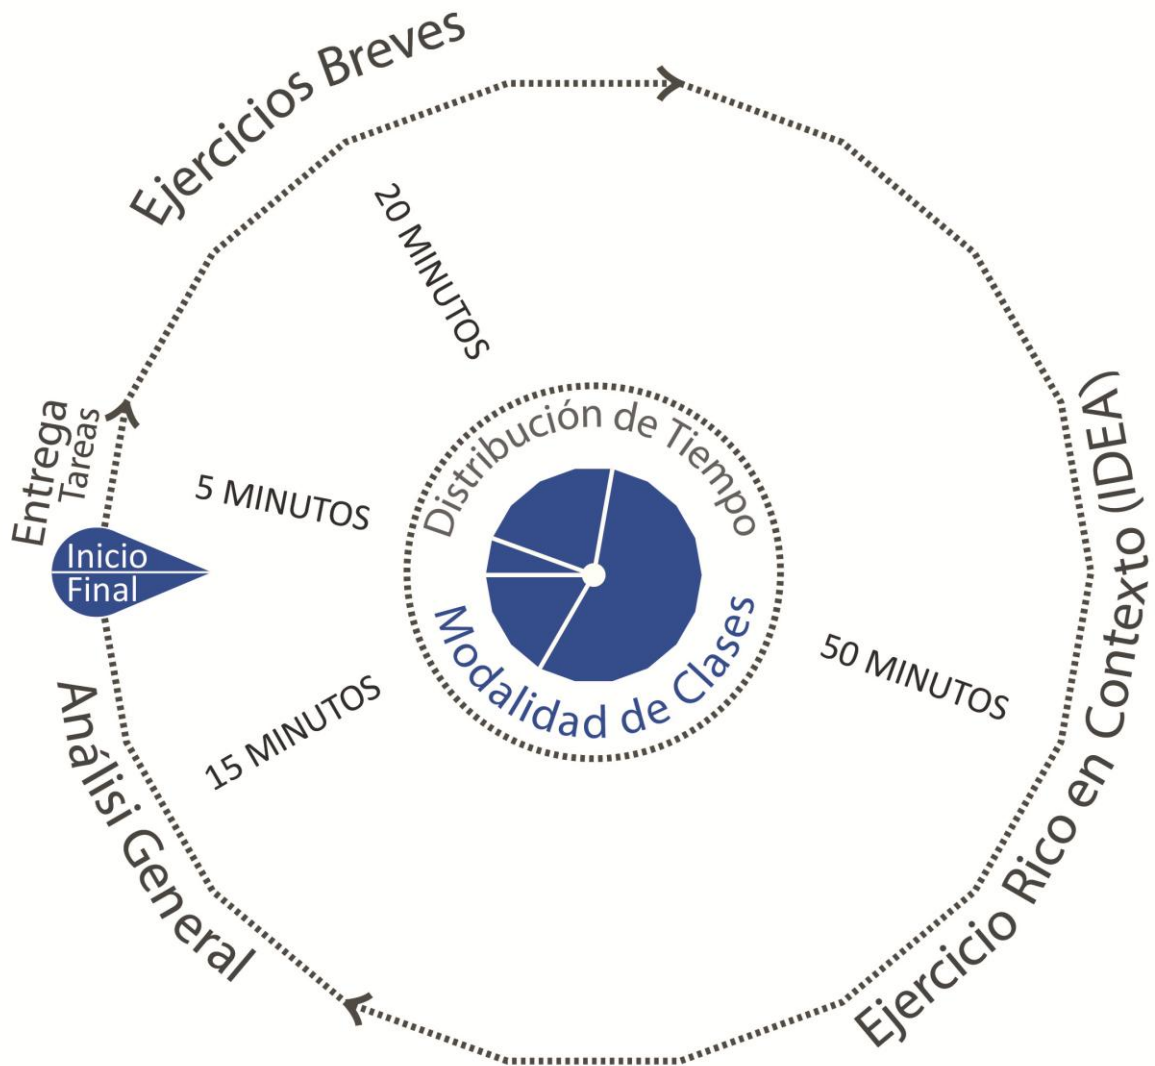 Ejercicios Breves
20 MINUTOS
Entrega
Tareas
5 MINUTOS
Inicio
Final
Distribución de Tiempo
Modalidad de Clases
50 MINUTOS
Ejercicio Rico en Contexto (IDEA)
15 MINUTOS
Análisi General